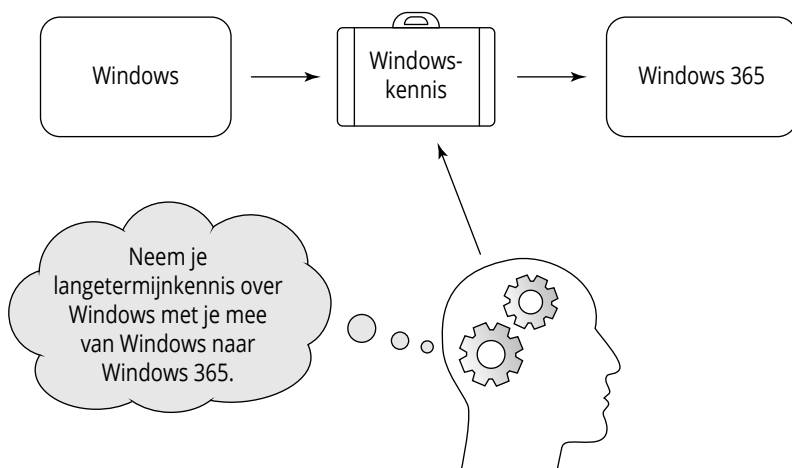 Windows
Windows-
kennis
Windows 365
Neem je
langetermijnkennis over
Windows met je mee
van Windows naar
Windows 365.